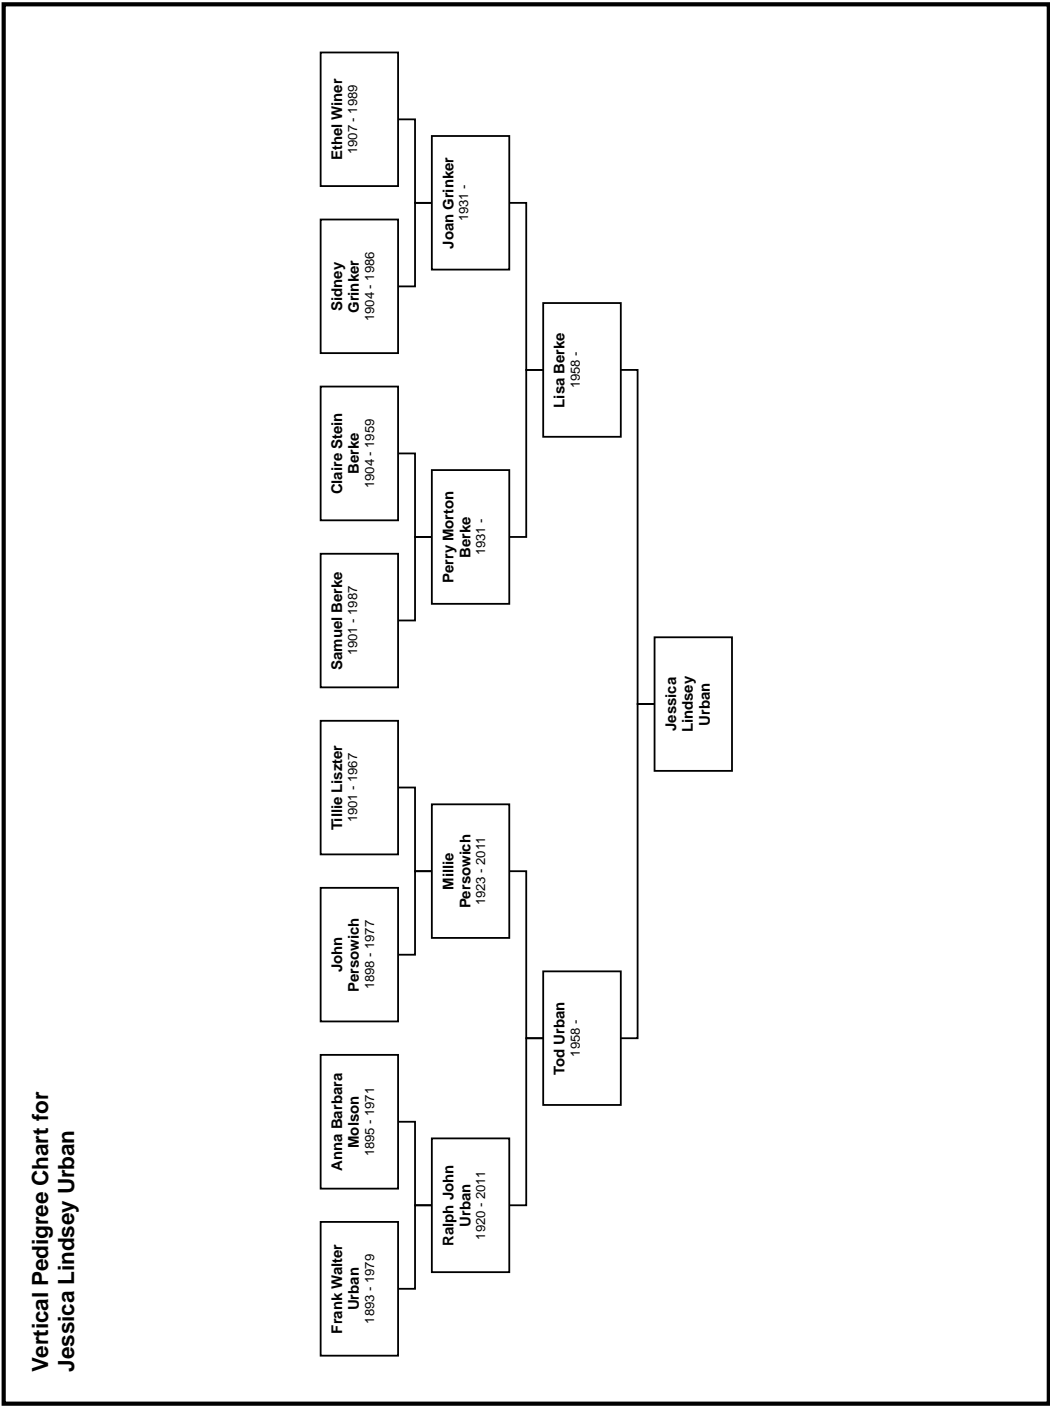 Vertical Pedigree Chart for
Jessica Lindsey Urban
Frank Walter
Urban
1893 - 1979
Anna Barbara
Molson
1895 - 1971
John
Persowich
1898 - 1977
Tillie Liszter
1901 - 1967
Samuel Berke
1901 - 1987
Claire Stein
Berke
1904 - 1959
Sidney
Grinker
1904 - 1986
Ethel Winer
1907 - 1989
Ralph John
Urban
1920 - 2011
Millie
Persowich
1923 - 2011
Perry Morton
Berke
1931 -
Joan Grinker
1931 -
Tod Urban
1958 -
Lisa Berke
1958 -
Jessica
Lindsey
Urban